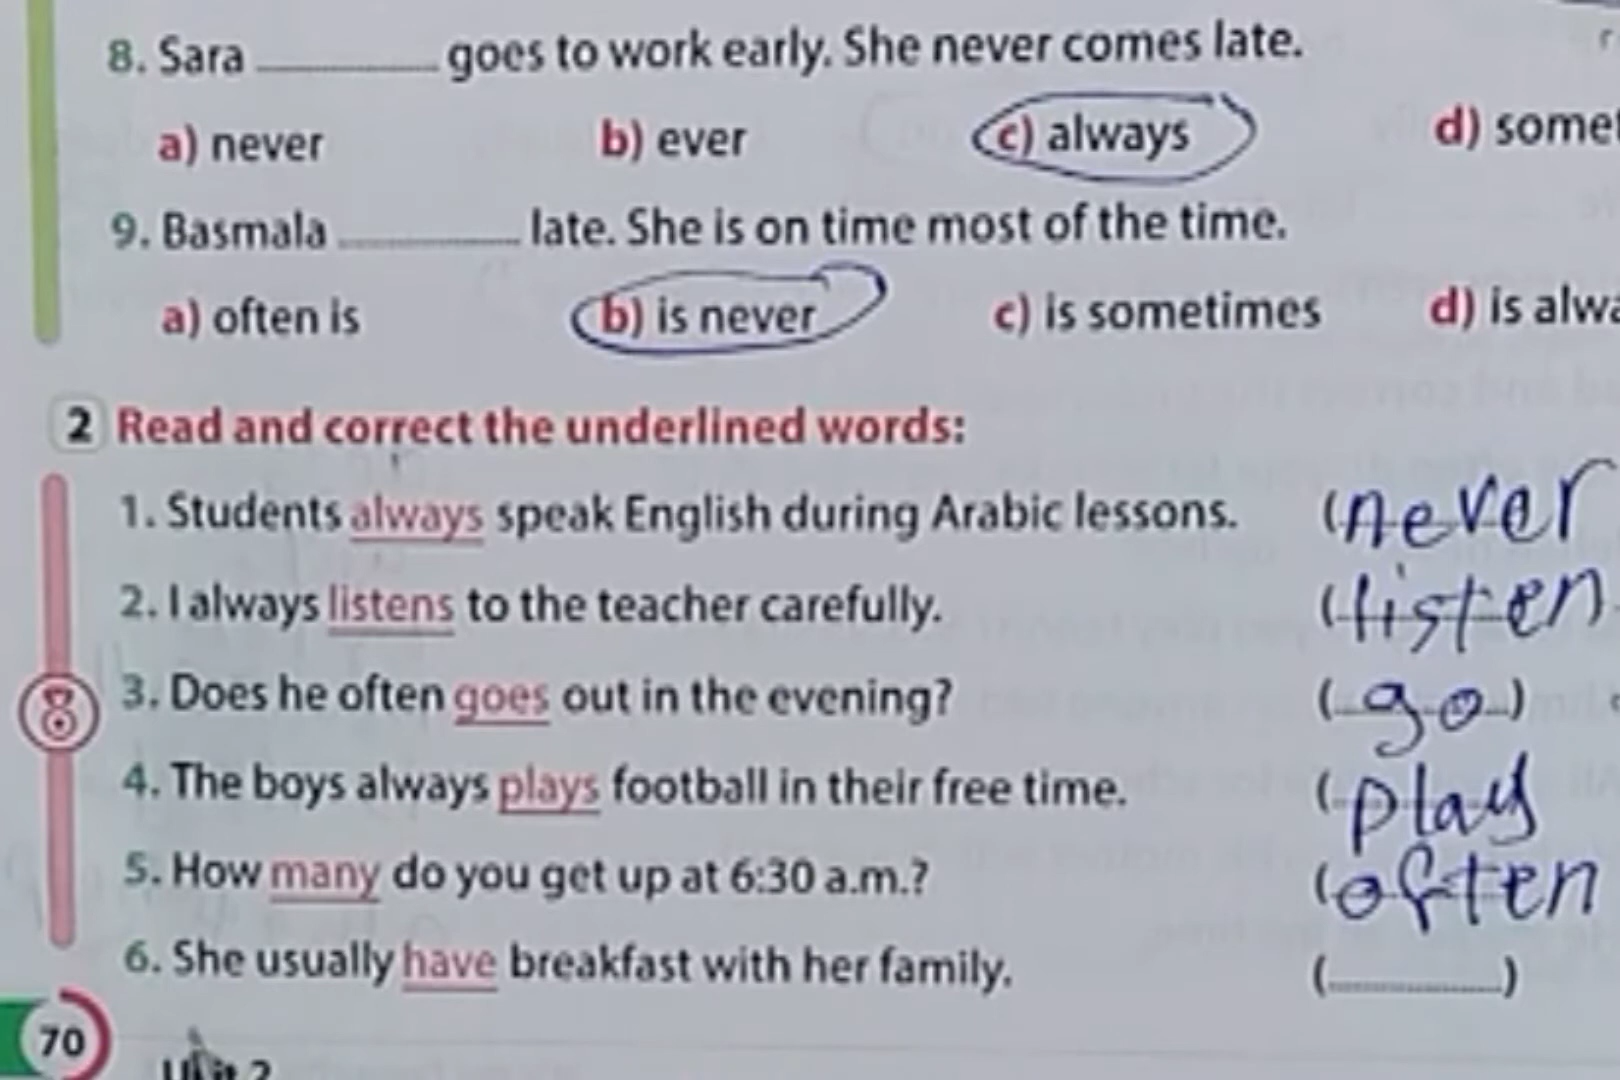 8. Sara ........ goes to work early. She never comes late.
a) never b) ever c) always d)
9. Basmala ........ late. She is on time most of the time.
a) often is b) is never c) is sometimes d) is
2 Read and correct the underlined words:
1. Students always speak English during Arabic lessons. (never
2. I always listens to the teacher carefully. (listen
3. Does he often goes out in the evening? (go)
4. The boys always plays football in their free time. (play
5. How many do you get up at 6:30 a.m.? (often
6. She usually have breakfast with her family. (........)
70
Unit 2